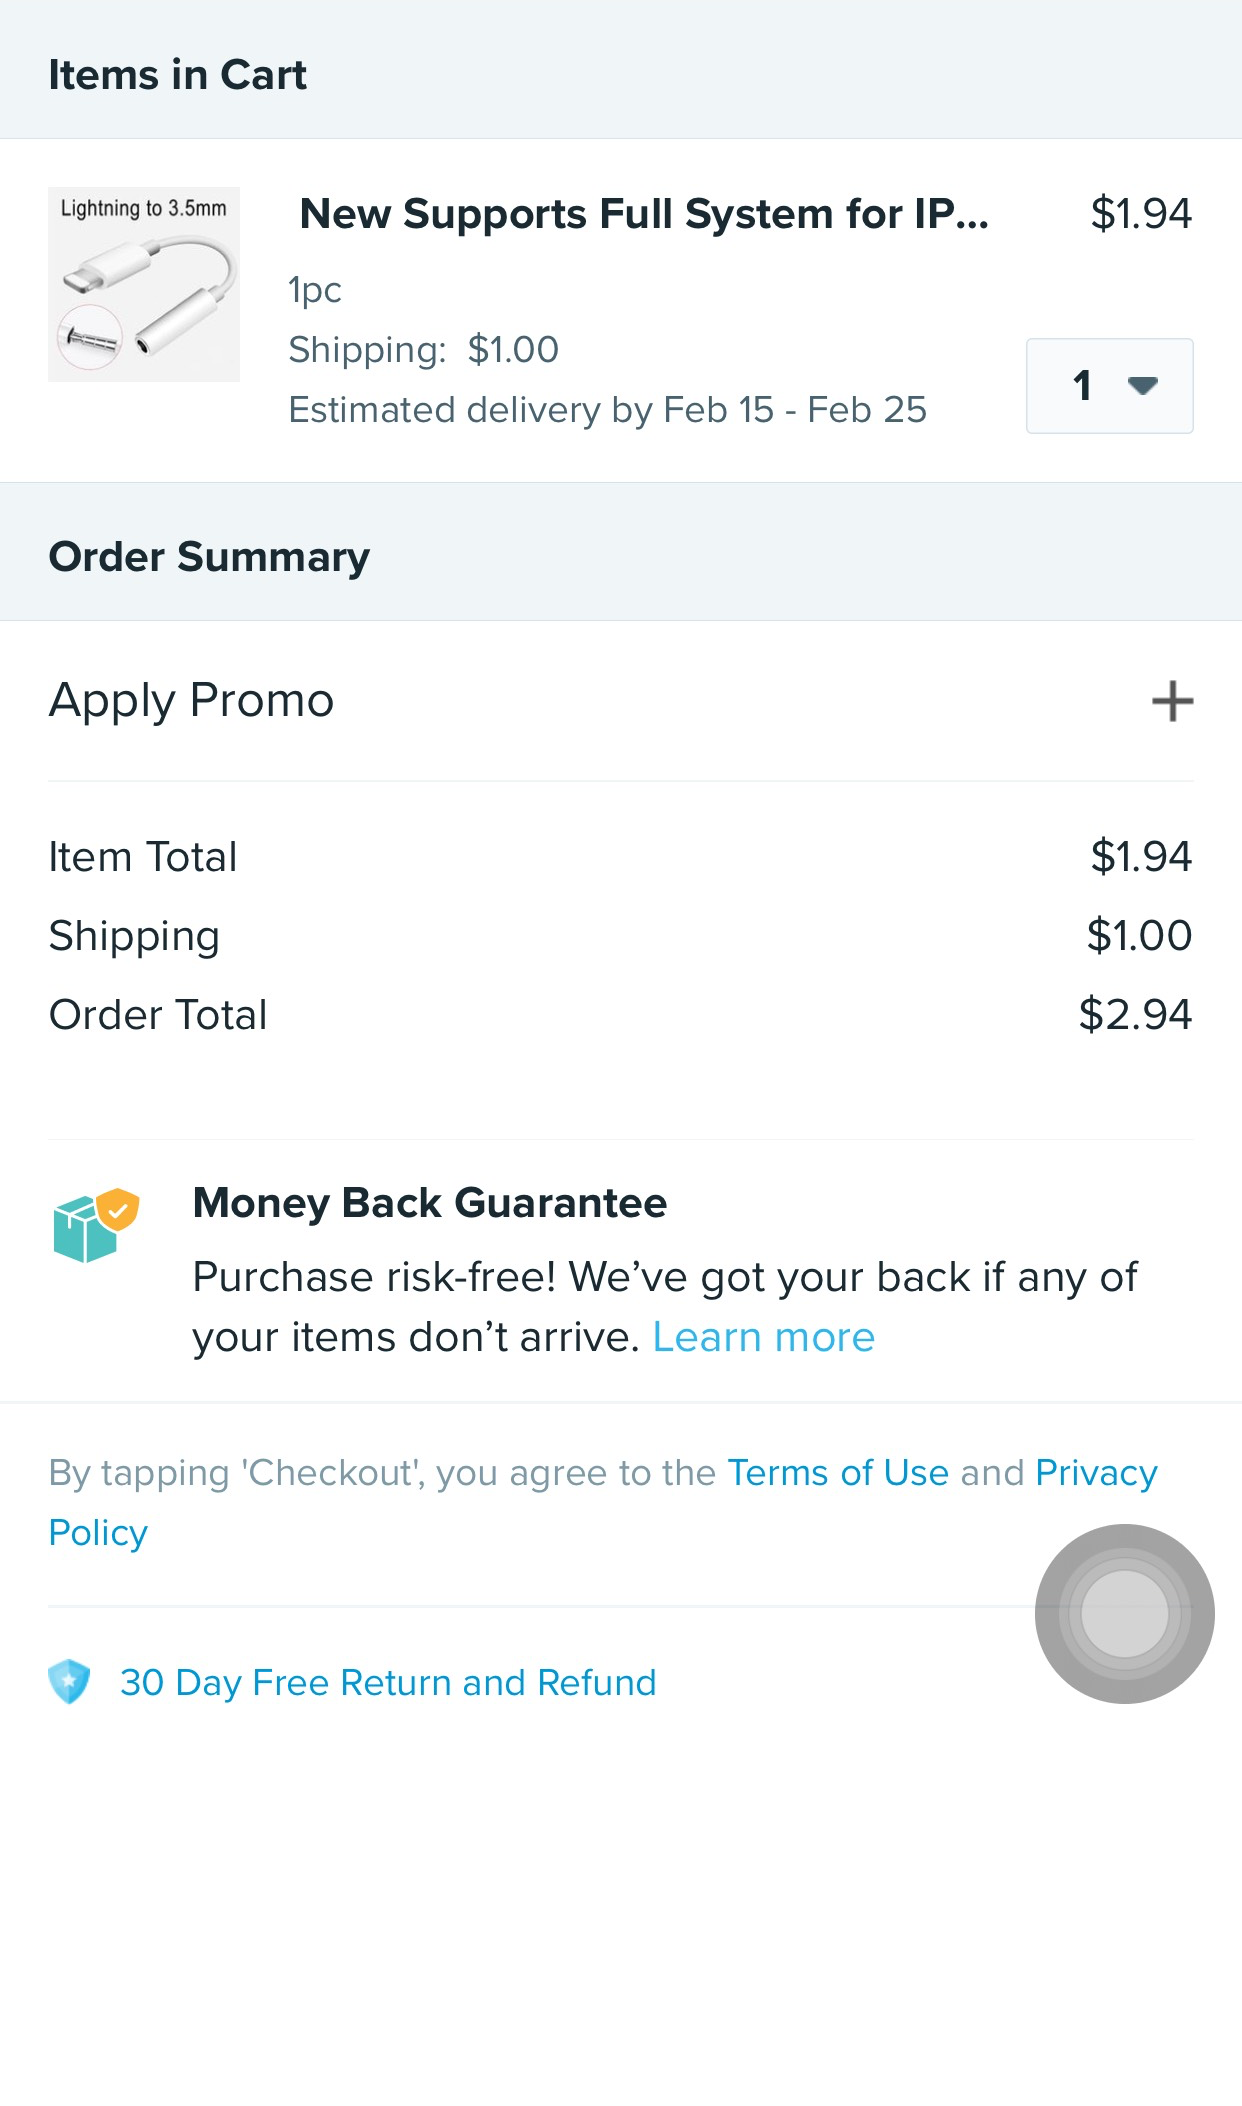 Items in Cart
Lightning to 3.5mm
New Supports Full System for IP...
$1.94
1pc
Shipping: $1.00
Estimated delivery by Feb 15 - Feb 25
1
Order Summary
Apply Promo
Item Total
$1.94
Shipping
$1.00
Order Total
$2.94
Money Back Guarantee
Purchase risk-free! We’ve got your back if any of
your items don’t arrive. Learn more
By tapping 'Checkout', you agree to the Terms of Use and Privacy
Policy
30 Day Free Return and Refund